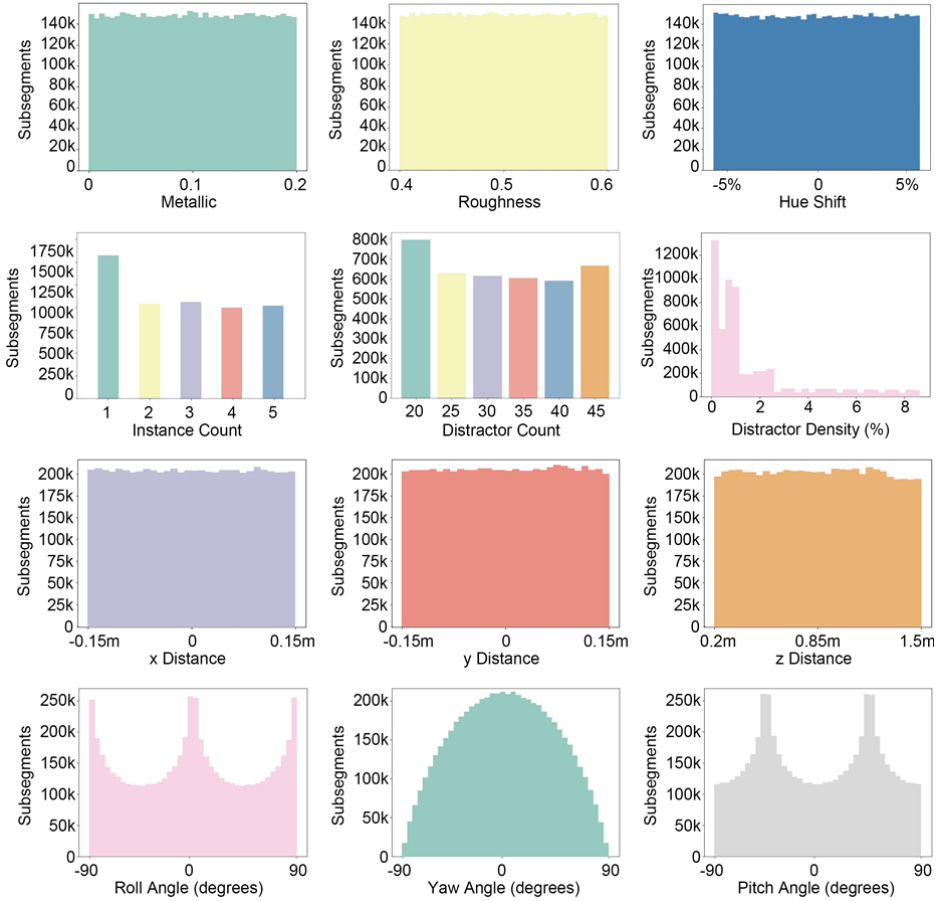 Subsegments
140k
120k
100k
80k
60k
40k
20k
0
0 0.1 0.2
Metallic
Subsegments
140k
120k
100k
80k
60k
40k
20k
0
0.4 0.5 0.6
Roughness
Subsegments
140k
120k
100k
80k
60k
40k
20k
0
-5% 0 5%
Hue Shift
Subsegments
1750k
1500k
1250k
1000k
750k
500k
250k
0
1 2 3 4 5
Instance Count
Subsegments
800k
700k
600k
500k
400k
300k
200k
100k
0
20 25 30 35 40 45
Distractor Count
Subsegments
1200k
1000k
800k
600k
400k
200k
0
0 2 4 6 8
Distractor Density (%)
Subsegments
200k
175k
150k
100k
75k
50k
25k
0
-0.15m 0 0.15m
x Distance
Subsegments
200k
175k
150k
100k
75k
50k
25k
0
-0.15m 0 0.15m
y Distance
Subsegments
200k
175k
150k
100k
75k
50k
25k
0
0.2m 0.85m 1.5m
z Distance
Subsegments
250k
200k
150k
100k
50k
0
-90 0 90
Roll Angle (degrees)
Subsegments
200k
150k
100k
50k
0
-90 0 90
Yaw Angle (degrees)
Subsegments
250k
200k
150k
100k
50k
0
-90 0 90
Pitch Angle (degrees)